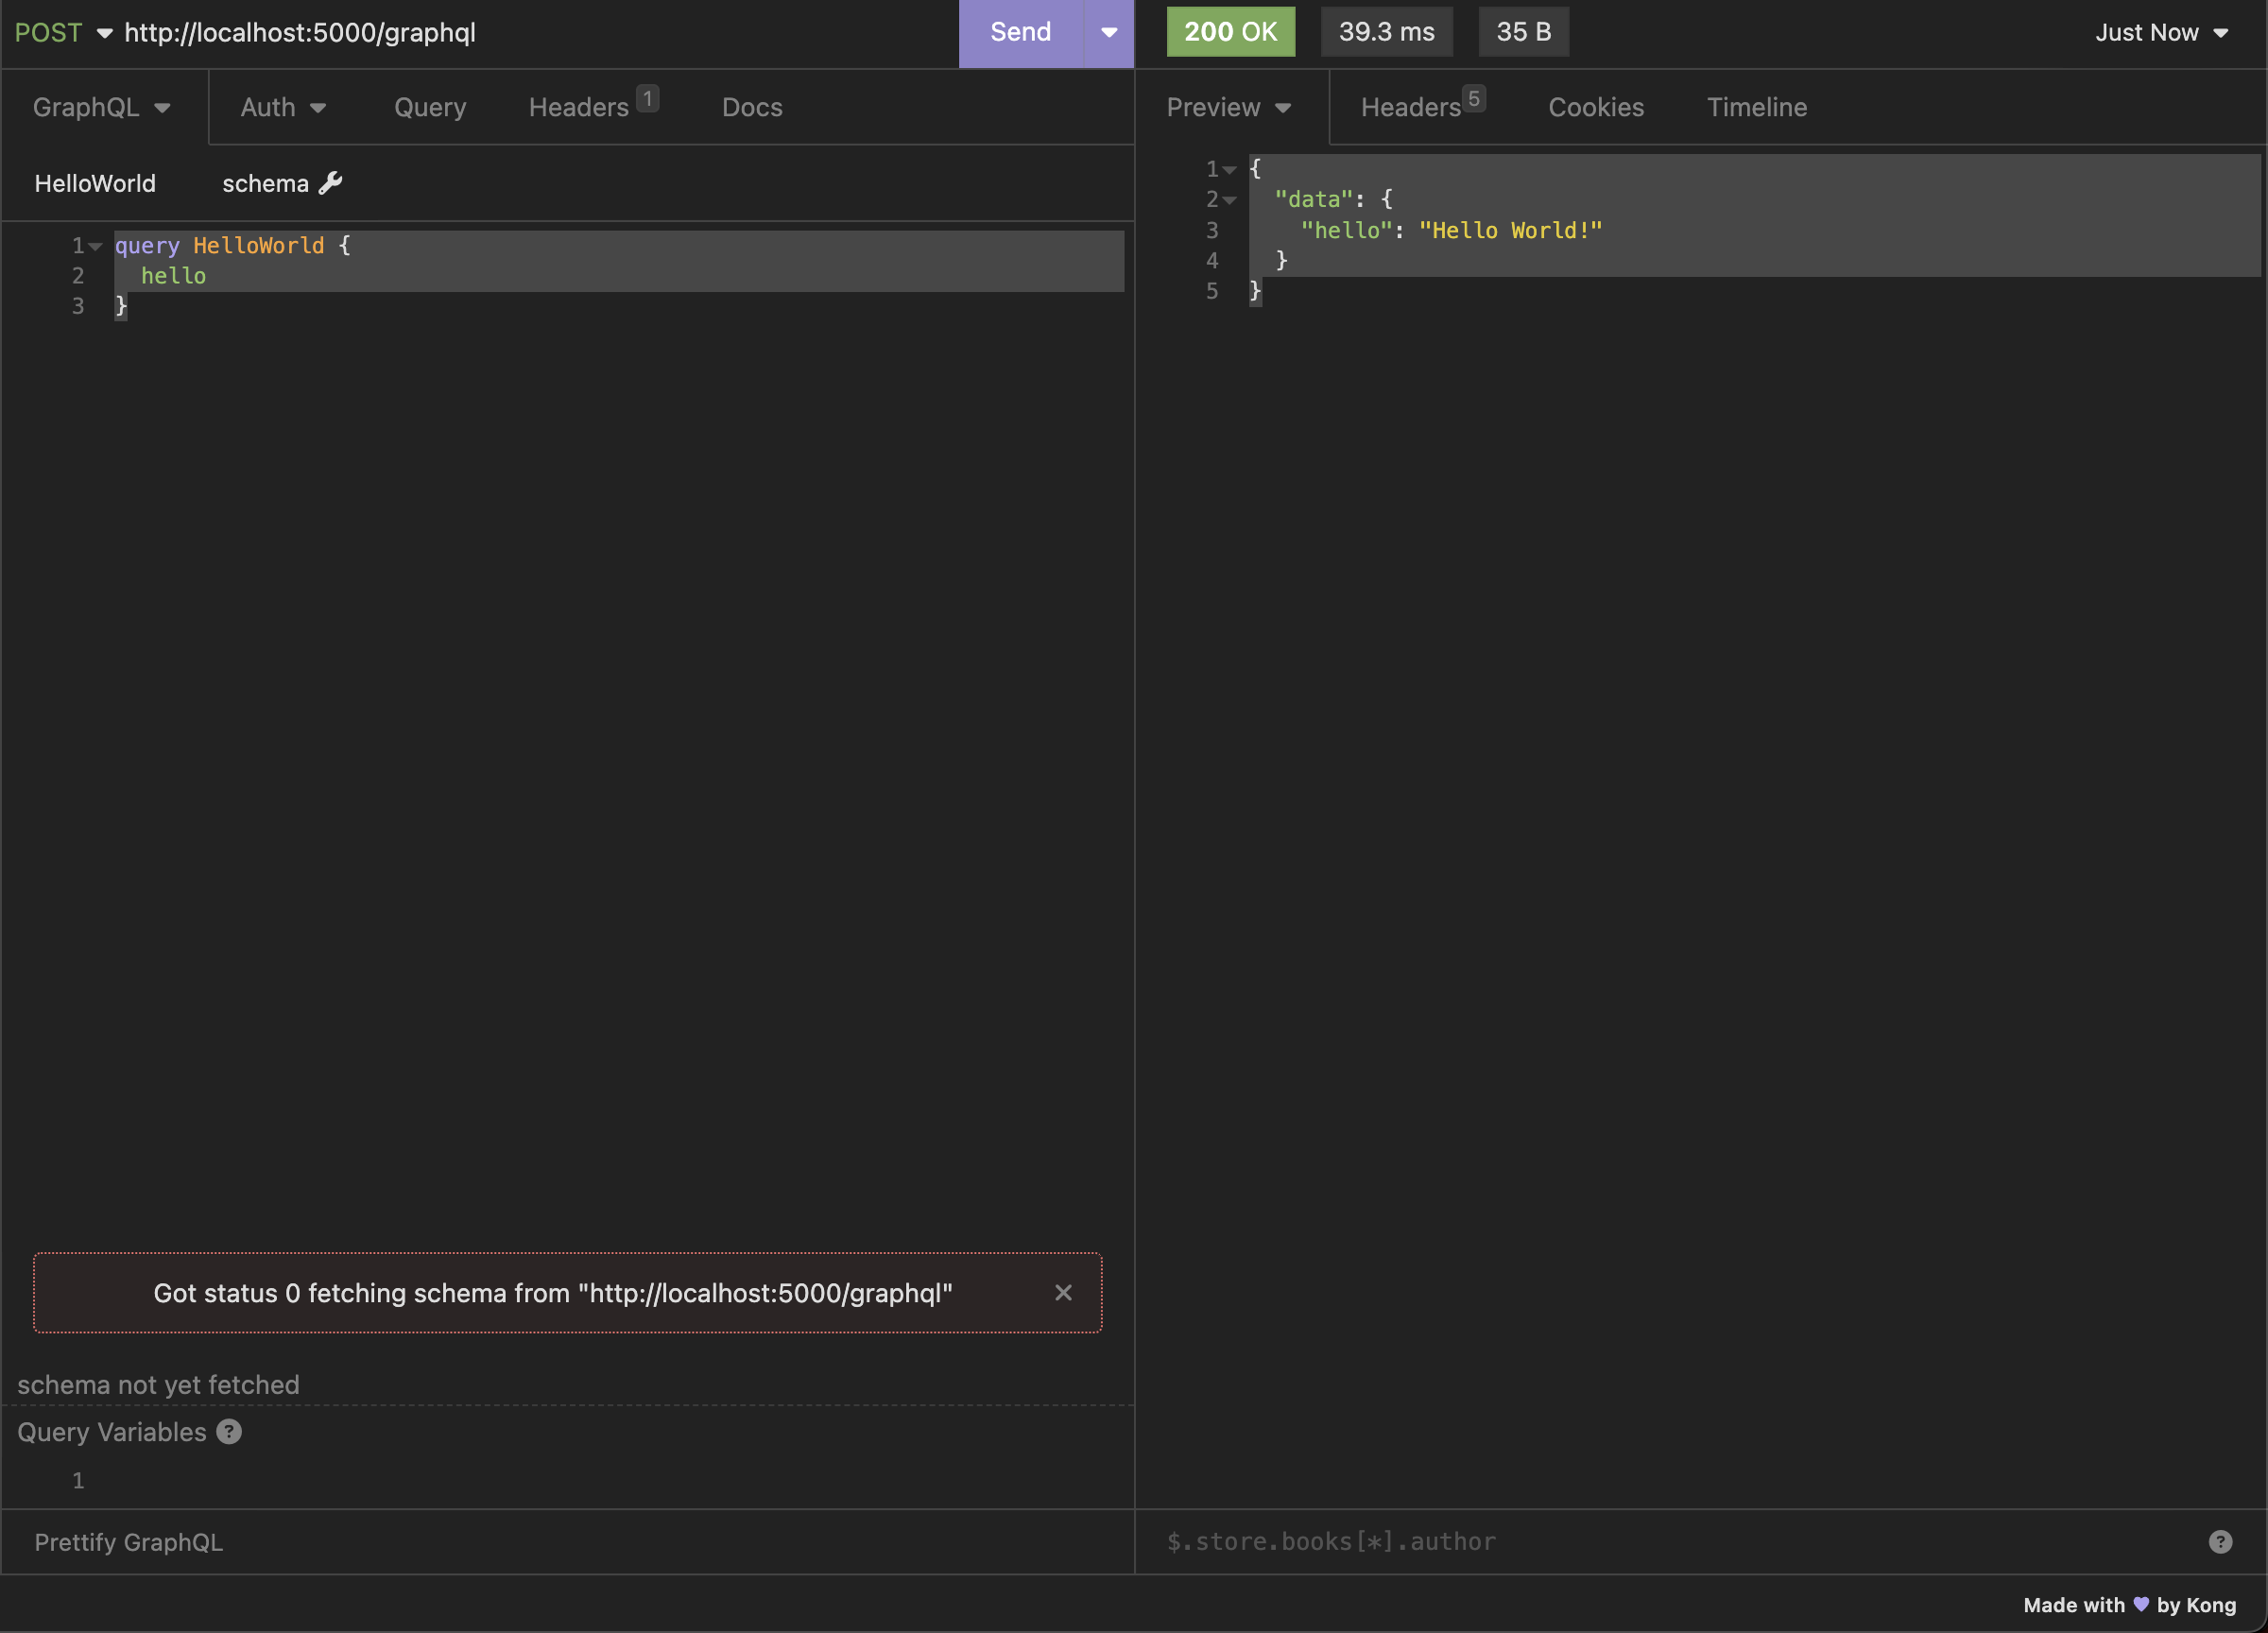 POST http://localhost:5000/graphql Send
200 OK 39.3 ms 35 B Just Now
GraphQL Auth Query Headers 1 Docs
Preview Headers 5 Cookies Timeline
HelloWorld schema
1 query HelloWorld {
2 hello
3 }
1 {
2 "data": {
3 "hello": "Hello World!"
4 }
5 }
Got status 0 fetching schema from "http://localhost:5000/graphql"
schema not yet fetched
Query Variables ?
1
Prettify GraphQL
$.store.books[*].author ?
Made with 💜 by Kong